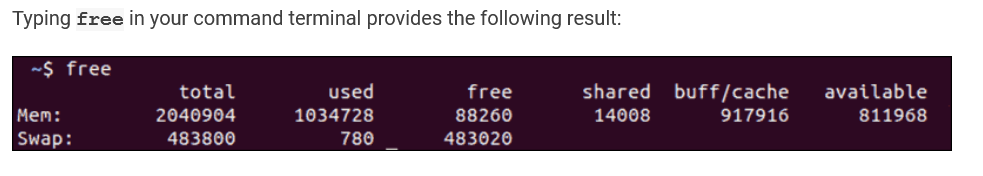 Typing free in your command terminal provides the following result:
~$ free
total used free shared buff/cache available
Mem: 2040904 1034728 88260 14008 917916 811968
Swap: 483800 780 _ 483020